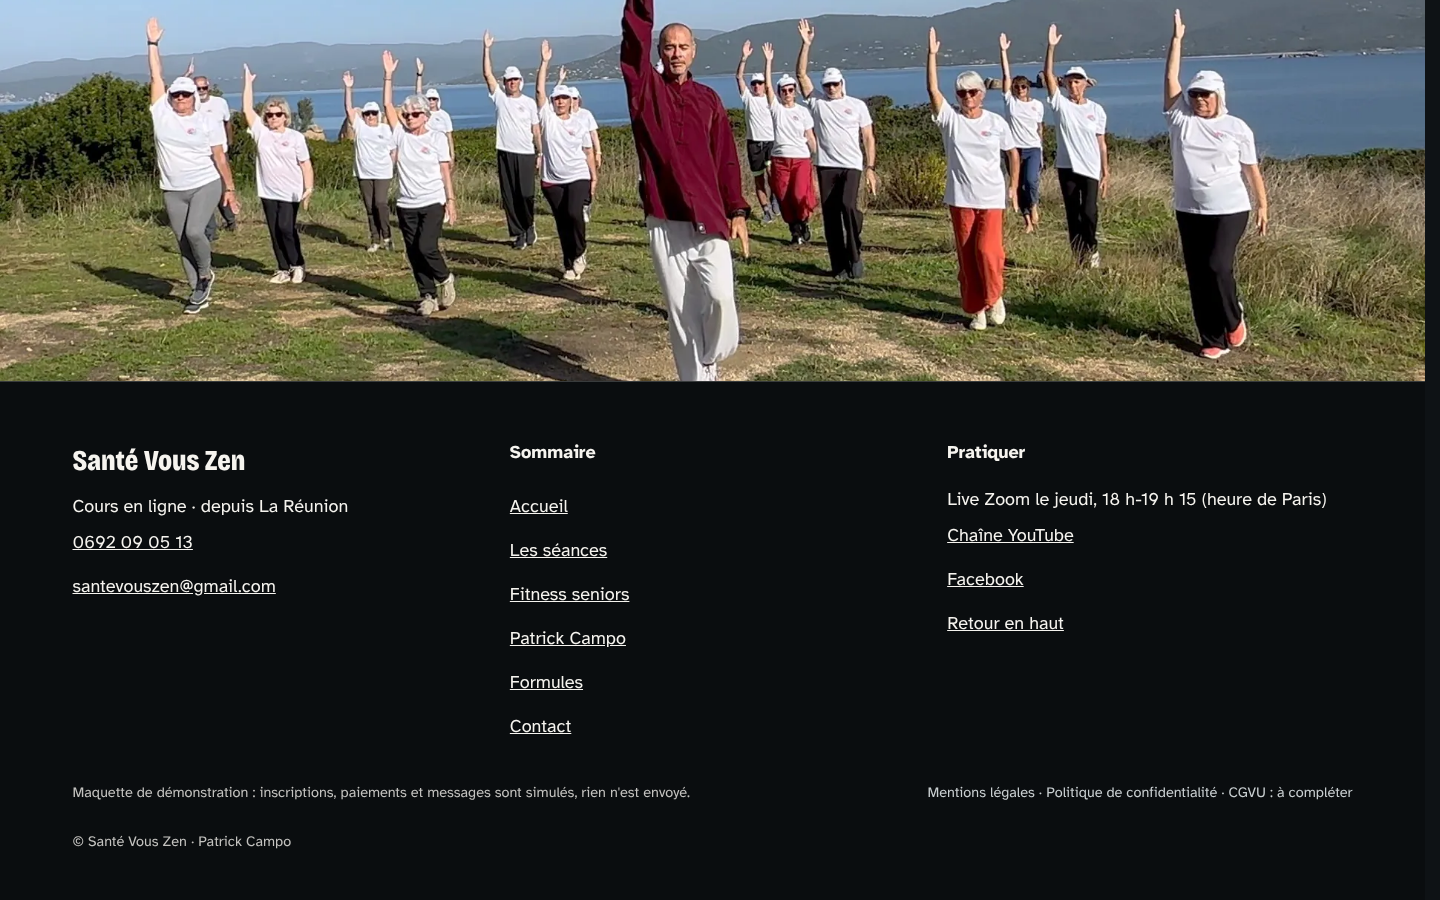 Santé Vous Zen
Cours en ligne · depuis La Réunion
0692 09 05 13
santevouszen@gmail.com
Sommaire
Accueil
Les séances
Fitness seniors
Patrick Campo
Formules
Contact
Pratiquer
Live Zoom le jeudi, 18 h-19 h 15 (heure de Paris)
Chaîne YouTube
Facebook
Retour en haut
Maquette de démonstration : inscriptions, paiements et messages sont simulés, rien n'est envoyé.
Mentions légales · Politique de confidentialité · CGVU : à compléter
© Santé Vous Zen · Patrick Campo